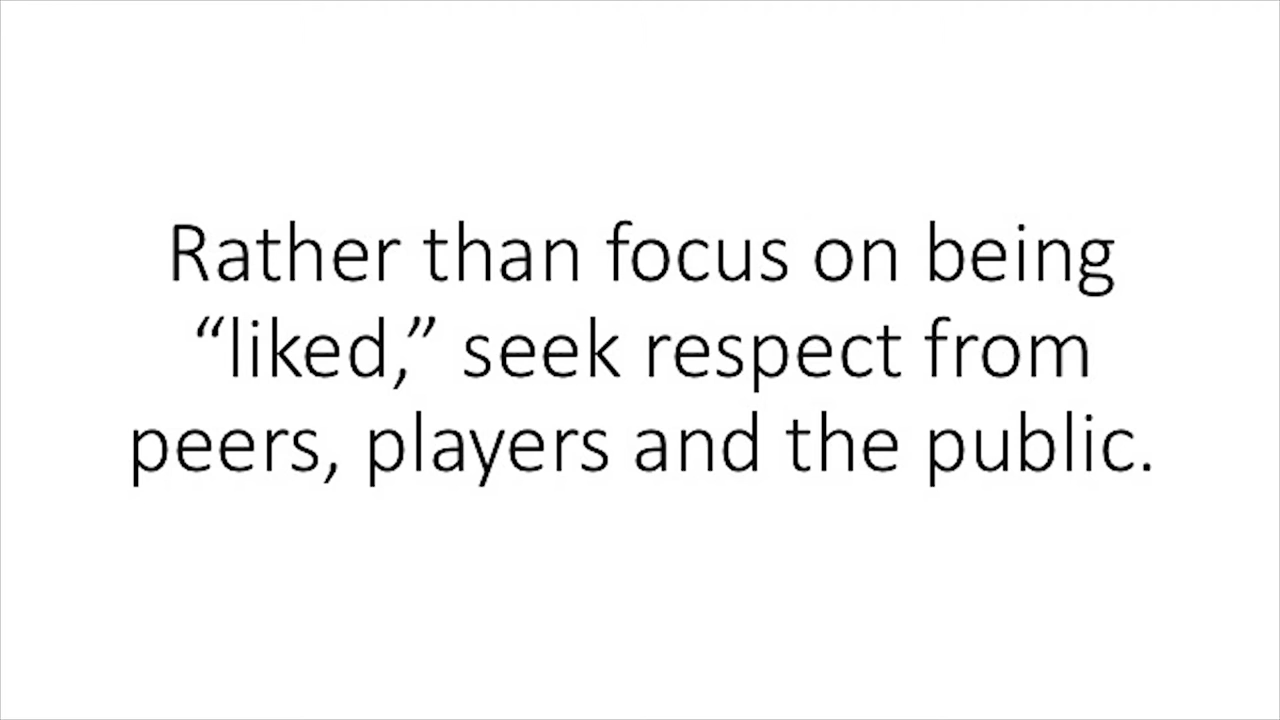 Rather than focus on being
“liked,” seek respect from
peers, players and the public.